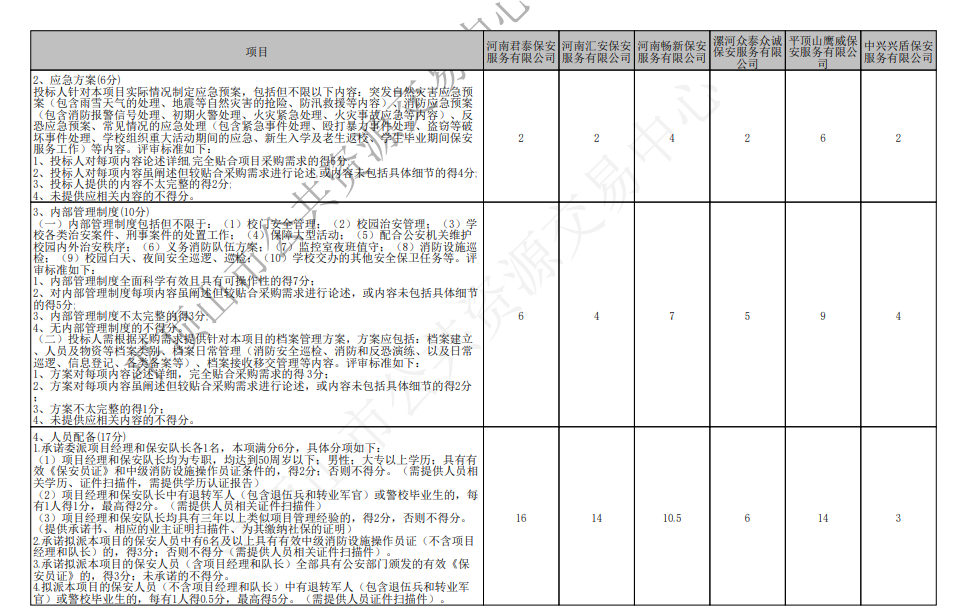 项目
河南君泰保安
服务有限公司
河南汇安保安
服务有限公司
河南畅新保安
服务有限公司
漯河众泰众诚
保安服务有限
公司
平顶山鹰威保
安服务有限公
司
中兴兴盾保安
服务有限公司
2、应急方案(6分)
投标人针对本项目实际情况制定应急预案，包括但不限以下内容：突发自然灾害应急预
案（包含雨雪天气的处理、地震等自然灾害的抢险、防汛救援等内容）、消防应急预案
（包含消防报警信号处理、初期火警处理、火灾紧急处理、火灾事故应急等内容）、反
恐应急预案、常见情况的应急处理（包含紧急事件处理、殴打暴力事件处理、盗窃等破
坏事件处理、学校组织重大活动期间的应急、新生入学及老生返校、学生毕业期间保安
服务工作）等内容。评审标准如下：
1、投标人对每项内容论述详细,完全贴合项目采购需求的得6分;
2、投标人对每项内容虽阐述但较贴合采购需求进行论述,或内容未包括具体细节的得4分;
3、投标人提供的内容不太完整的得2分;
4、未提供应相关内容的不得分。
2
2
4
2
6
2
3、内部管理制度(10分)
（一）内部管理制度包括但不限于：（1）校门安全管理；（2）校园治安管理；（3）学
校各类治安案件、刑事案件的处置工作；（4）保障大型活动；（5）配合公安机关维护
校园内外治安秩序；（6）义务消防队伍方案；（7）监控室夜班值守；（8）消防设施巡
检；（9）校园白天、夜间安全巡逻、巡检；（10）学校交办的其他安全保卫任务等。评
审标准如下：
1、内部管理制度全面科学有效且具有可操作性的得7分;
2、对内部管理制度每项内容虽阐述但较贴合采购需求进行论述，或内容未包括具体细节
的得5分;
3、内部管理制度不太完整的得3分;
4、无内部管理制度的不得分。
（二）投标人需根据采购需求提供针对本项目的档案管理方案，方案应包括：档案建立
、人员及物资等档案类别、档案日常管理（消防安全巡检、消防和反恐演练、以及日常
巡逻、信息登记、各类备案等）、档案接收移交管理等内容。评审标准如下：
1、方案对每项内容论述详细，完全贴合采购需求的得 3分；
2、方案对每项内容虽阐述但较贴合采购需求进行论述，或内容未包括具体细节的得2分
；
3、方案不太完整的得1分；
4、未提供应相关内容的不得分。
6
4
7
5
9
4
4、人员配备(17分)
1.承诺委派项目经理和保安队长各1名，本项满分6分，具体分项如下：
（1）项目经理和保安队长均为专职，均达到50周岁以下；男性；大专以上学历；具有有
效《保安员证》和中级消防设施操作员证条件的，得2分；否则不得分。（需提供人员相
关学历、证件扫描件，需提供学历认证报告）
（2）项目经理和保安队长中有退转军人（包含退伍兵和转业军官）或警校毕业生的，每
有1人得1分，最高得2分。（需提供人员相关证件扫描件）
（3）项目经理和保安队长均具有三年以上类似项目管理经验的，得2分，否则不得分。
（提供承诺书、相应的业主证明扫描件、为其缴纳社保的证明）
2.承诺拟派本项目的保安人员中有6名及以上具有有效中级消防设施操作员证（不含项目
经理和队长）的，得3分；否则不得分（需提供人员相关证件扫描件）。
3.承诺拟派本项目的保安人员（含项目经理和队长）全部具有公安部门颁发的有效《保
安员证》的，得3分；未承诺的不得分。
4.拟派本项目的保安人员（不含项目经理和队长）中有退转军人（包含退伍兵和转业军
官）或警校毕业生的，每有1人得0.5分，最高得5分。（需提供人员证件扫描件）。
16
14
10.5
6
14
3